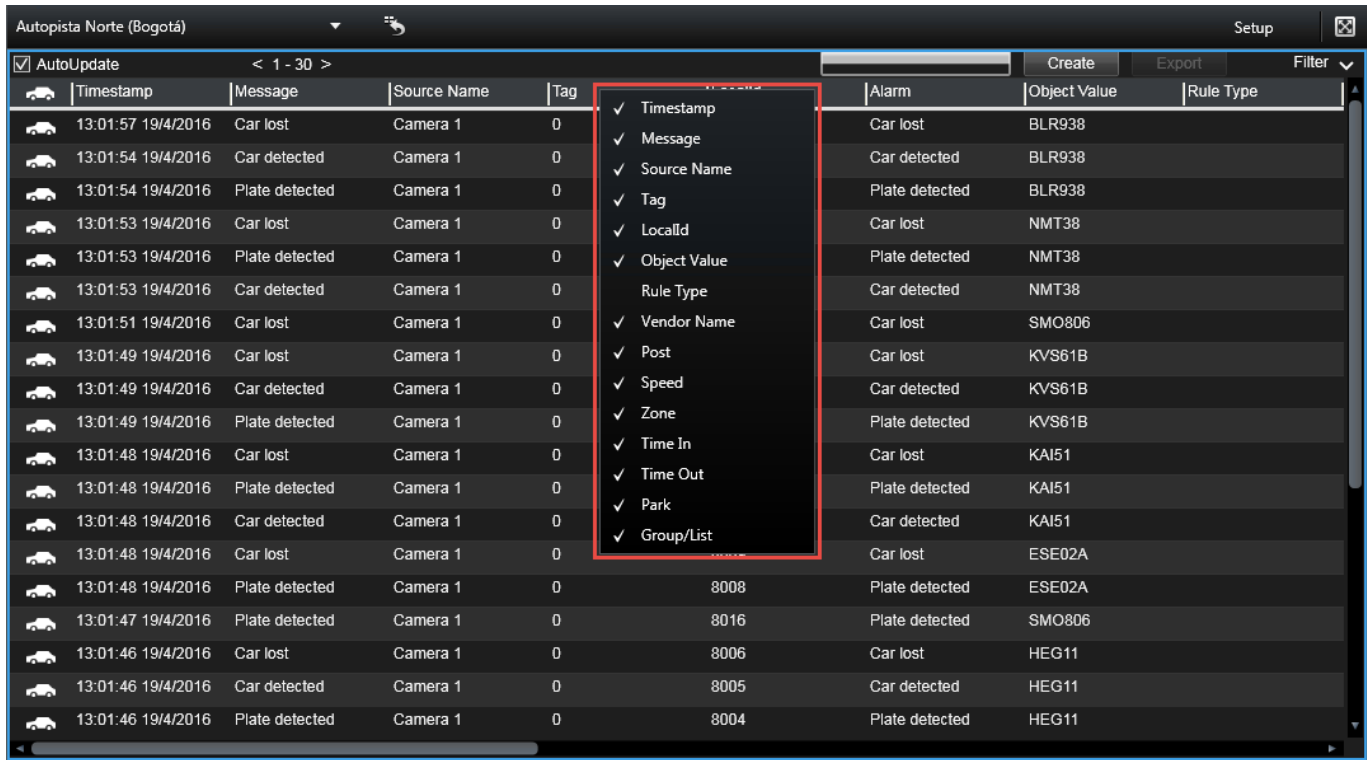 Autopista Norte (Bogotá) Setup
AutoUpdate < 1 - 30 > Create Export Filter
Timestamp Message Source Name Tag Alarm Object Value Rule Type
13:01:57 19/4/2016 Car lost Camera 1 0 Car lost BLR938
13:01:54 19/4/2016 Car detected Camera 1 0 Car detected BLR938
13:01:54 19/4/2016 Plate detected Camera 1 0 Plate detected BLR938
13:01:53 19/4/2016 Car lost Camera 1 0 Car lost NMT38
13:01:53 19/4/2016 Plate detected Camera 1 0 Plate detected NMT38
13:01:53 19/4/2016 Car detected Camera 1 0 Car detected NMT38
13:01:51 19/4/2016 Car lost Camera 1 0 Car lost SMO806
13:01:49 19/4/2016 Car lost Camera 1 0 Car lost KVS61B
13:01:49 19/4/2016 Car detected Camera 1 0 Car detected KVS61B
13:01:49 19/4/2016 Plate detected Camera 1 0 Plate detected KVS61B
13:01:48 19/4/2016 Car lost Camera 1 0 Car lost KAI51
13:01:48 19/4/2016 Plate detected Camera 1 0 Plate detected KAI51
13:01:48 19/4/2016 Car detected Camera 1 0 Car detected KAI51
13:01:48 19/4/2016 Car lost Camera 1 0 Car lost ESE02A
13:01:48 19/4/2016 Plate detected Camera 1 0 8008 Plate detected ESE02A
13:01:47 19/4/2016 Plate detected Camera 1 0 8016 Plate detected SMO806
13:01:46 19/4/2016 Car lost Camera 1 0 8006 Car lost HEG11
13:01:46 19/4/2016 Car detected Camera 1 0 8005 Car detected HEG11
13:01:46 19/4/2016 Plate detected Camera 1 0 8004 Plate detected HEG11
Timestamp
Message
Source Name
Tag
LocalId
Object Value
Rule Type
Vendor Name
Post
Speed
Zone
Time In
Time Out
Park
Group/List